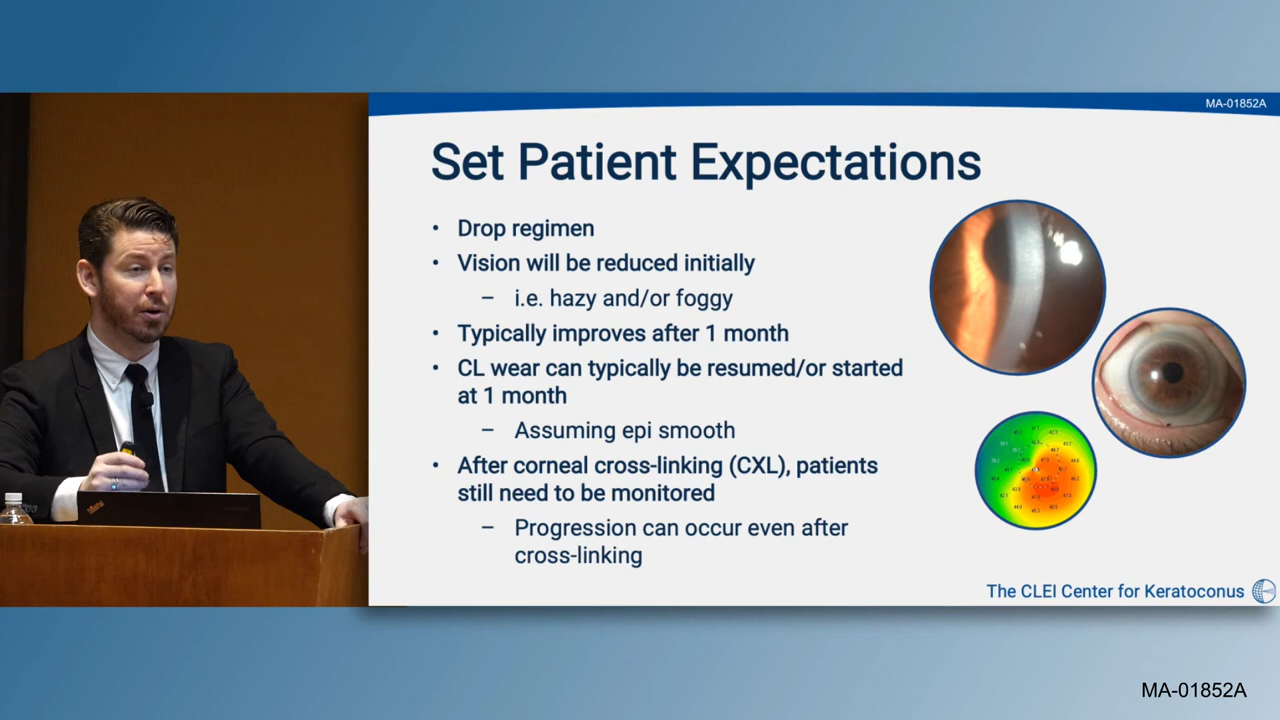 MA-01852A
Set Patient Expectations
• Drop regimen
• Vision will be reduced initially
– i.e. hazy and/or foggy
• Typically improves after 1 month
• CL wear can typically be resumed/or started
at 1 month
– Assuming epi smooth
• After corneal cross-linking (CXL), patients
still need to be monitored
– Progression can occur even after
cross-linking
The CLEI Center for Keratoconus
MA-01852A